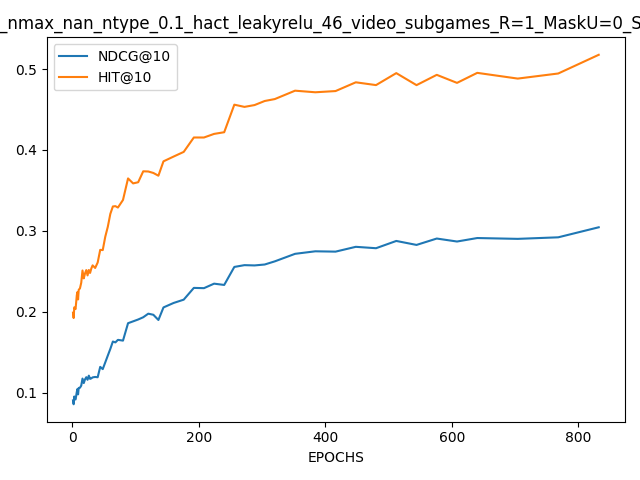 _nmax_nan_ntype_0.1_hact_leakyrelu_46_video_subgames_R=1_MaskU=0_S
NDCG@10
HIT@10
0.5
0.4
0.3
0.2
0.1
0 200 400 600 800
EPOCHS